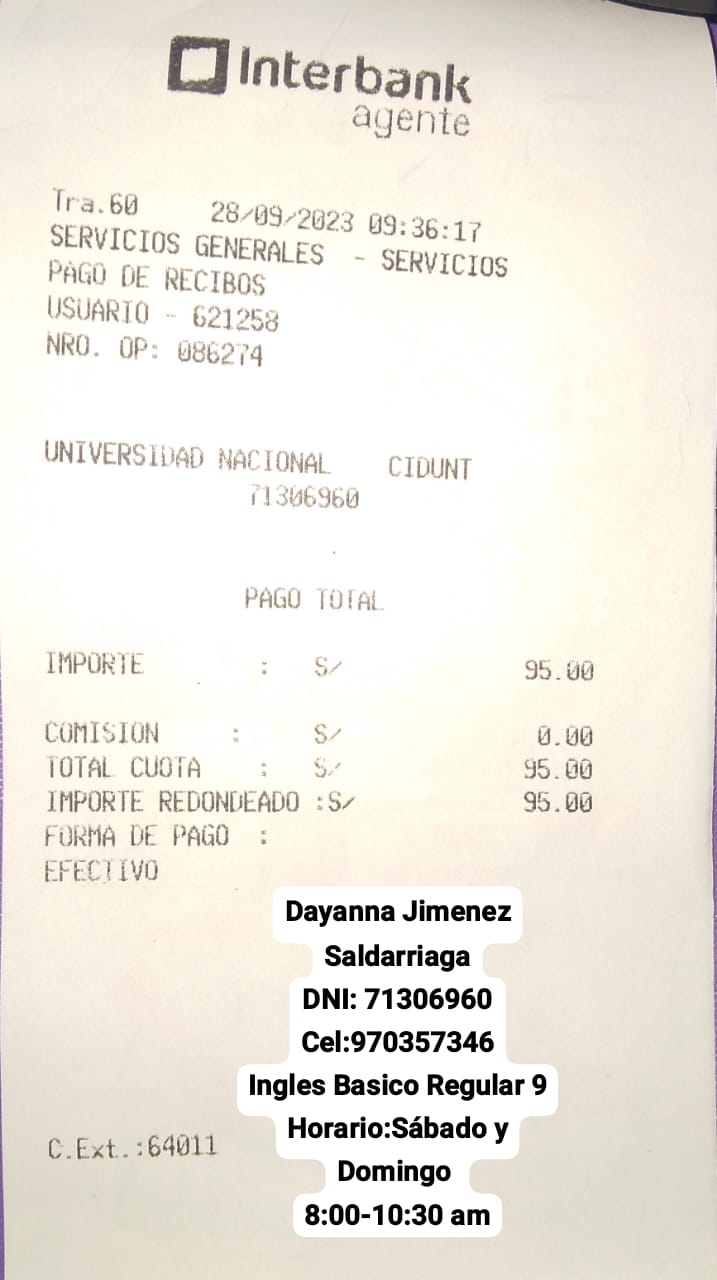 Interbank
agente
Tra.60 28/09/2023 09:36:17
SERVICIOS GENERALES - SERVICIOS
PAGO DE RECIBOS
USUARIO - 621258
NRO. OP: 086274
UNIVERSIDAD NACIONAL CIDUNT
71306960
PAGO TOTAL
IMPORTE : S/ 95.00
COMISION : S/ 0.00
TOTAL CUOTA : S/ 95.00
IMPORTE REDONDEADO :S/ 95.00
FORMA DE PAGO :
EFECTIVO
Dayanna Jimenez
Saldarriaga
DNI: 71306960
Cel:970357346
Ingles Basico Regular 9
Horario:Sábado y
C.Ext.:64011
Domingo
8:00-10:30 am